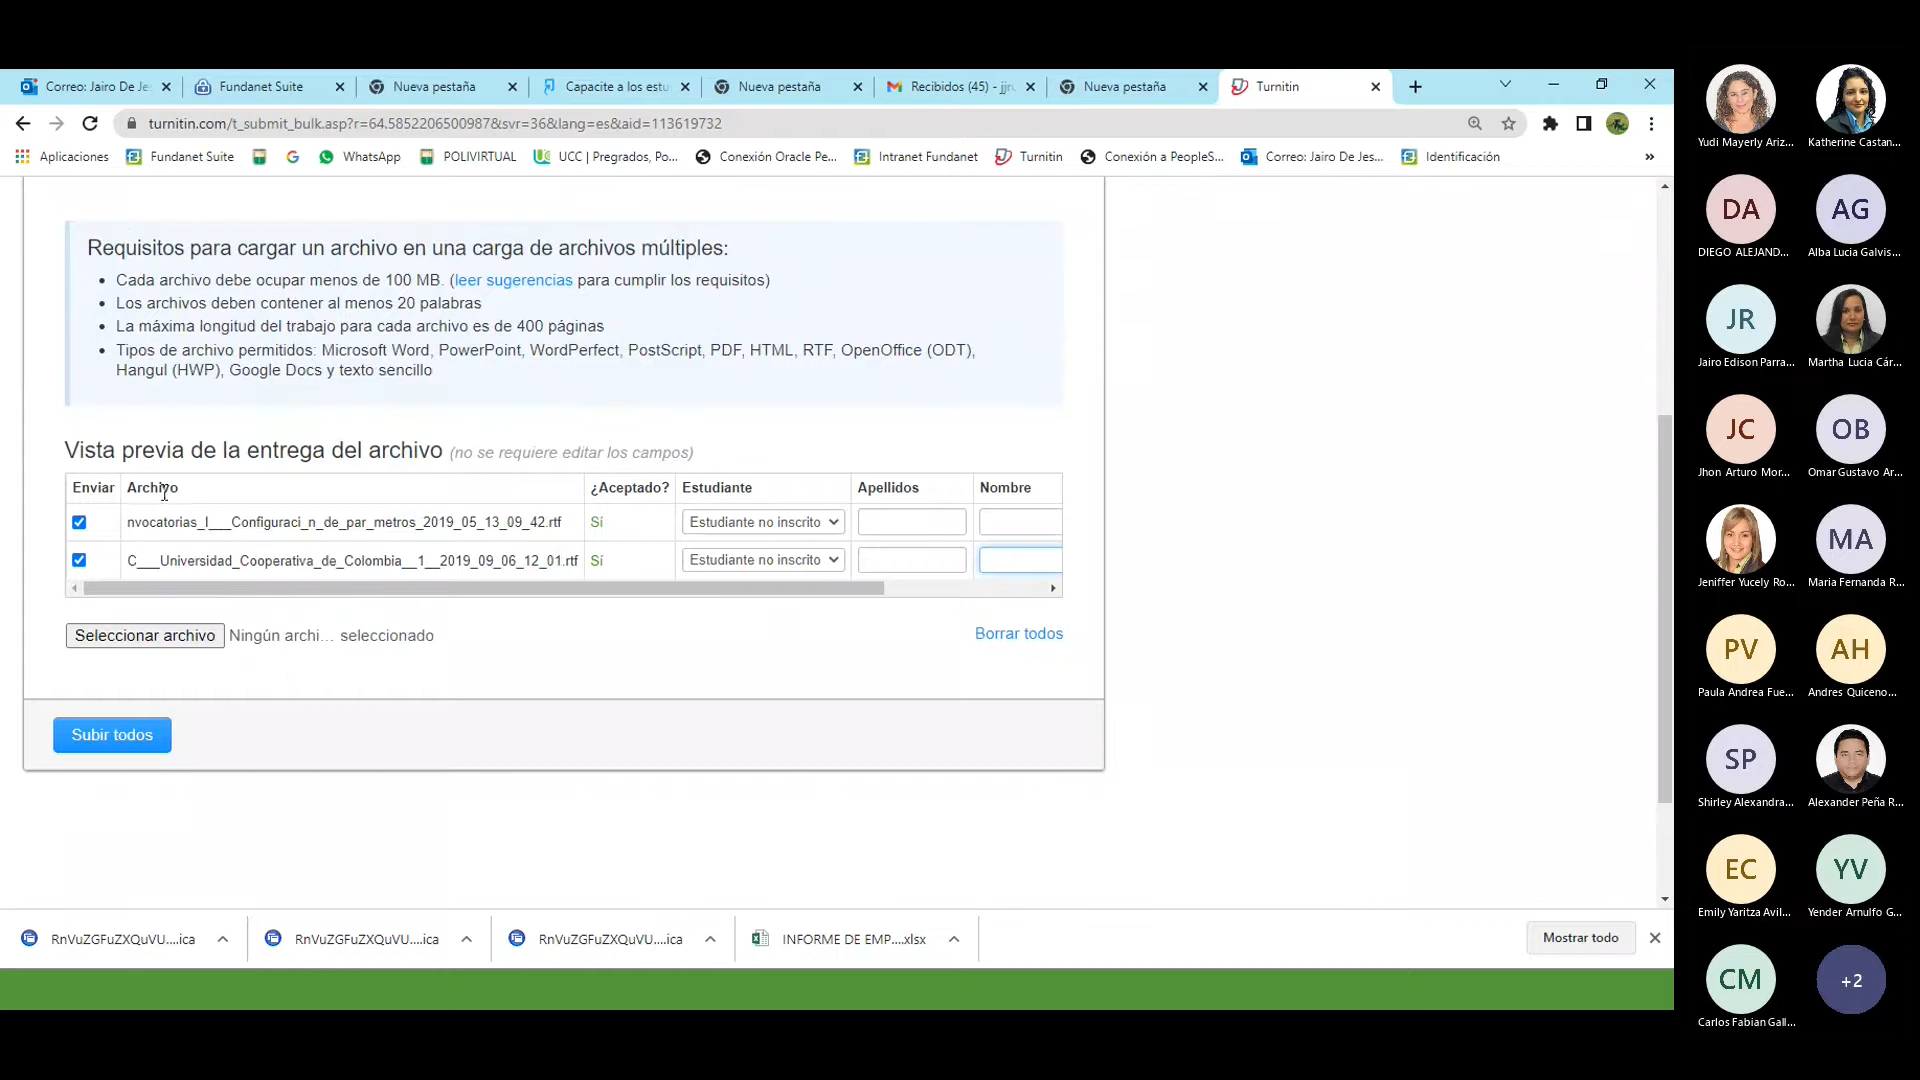 Correo: Jairo De Je
Fundanet Suite
Nueva pestaña
Capacite a los estu
Nueva pestaña
Recibidos (45) - jjr
Nueva pestaña
Turnitin
turnitin.com/t_submit_bulk.asp?r=64.5852206500987&svr=36&lang=es&aid=113619732
Aplicaciones
Fundanet Suite
WhatsApp
POLIVIRTUAL
UCC | Pregrados, Po...
Conexión Oracle Pe...
Intranet Fundanet
Turnitin
Conexión a PeopleS...
Correo: Jairo De Jes...
Identificación
»
Requisitos para cargar un archivo en una carga de archivos múltiples:
• Cada archivo debe ocupar menos de 100 MB. (leer sugerencias para cumplir los requisitos)
• Los archivos deben contener al menos 20 palabras
• La máxima longitud del trabajo para cada archivo es de 400 páginas
• Tipos de archivo permitidos: Microsoft Word, PowerPoint, WordPerfect, PostScript, PDF, HTML, RTF, OpenOffice (ODT),
Hangul (HWP), Google Docs y texto sencillo
Vista previa de la entrega del archivo (no se requiere editar los campos)
Enviar Archivo ¿Aceptado? Estudiante Apellidos Nombre
nvocatorias_I___Configuraci_n_de_par_metros_2019_05_13_09_42.rtf Sí Estudiante no inscrito
C___Universidad_Cooperativa_de_Colombia__1__2019_09_06_12_01.rtf Sí Estudiante no inscrito
Seleccionar archivo Ningún archi... seleccionado
Borrar todos
Subir todos
RnVuZGFuZXQuVU....ica
RnVuZGFuZXQuVU....ica
RnVuZGFuZXQuVU....ica
INFORME DE EMP....xlsx
Mostrar todo
Yudi Mayerly Ariz...
Katherine Castan...
DA
DIEGO ALEJAND...
AG
Alba Lucia Galvis...
JR
Jairo Edison Parra...
Martha Lucia Cár...
JC
Jhon Arturo Mor...
OB
Omar Gustavo Ar...
Jeniffer Yucely Ro...
MA
Maria Fernanda R...
PV
Paula Andrea Fue...
AH
Andres Quiceno...
SP
Shirley Alexandra...
Alexander Peña R...
EC
Emily Yaritza Avil...
YV
Yender Arnulfo G...
CM
Carlos Fabian Gall...
+2